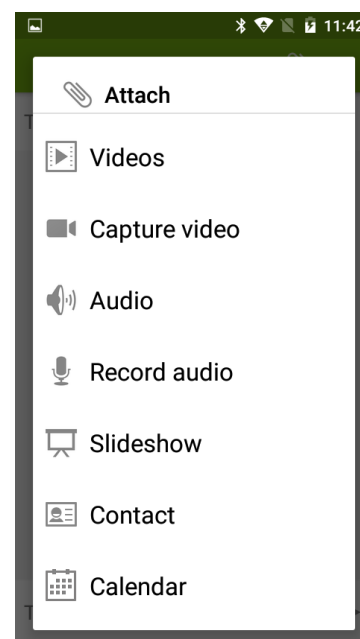 11:42
Attach
Videos
Capture video
Audio
Record audio
Slideshow
Contact
Calendar